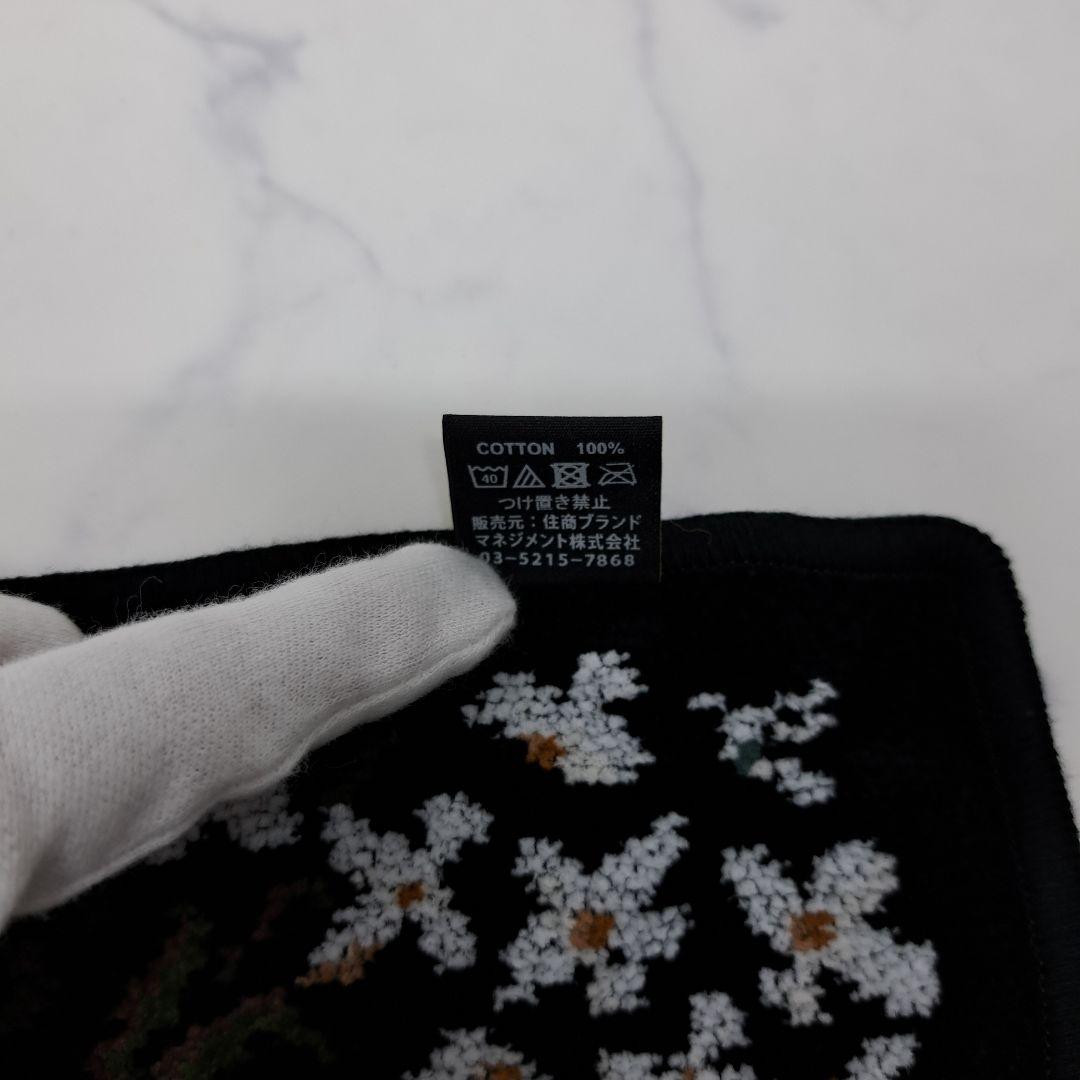 COTTON 100%
40
つけ置き禁止
販売元：住商ブランド
マネジメント株式会社
03-5215-7868